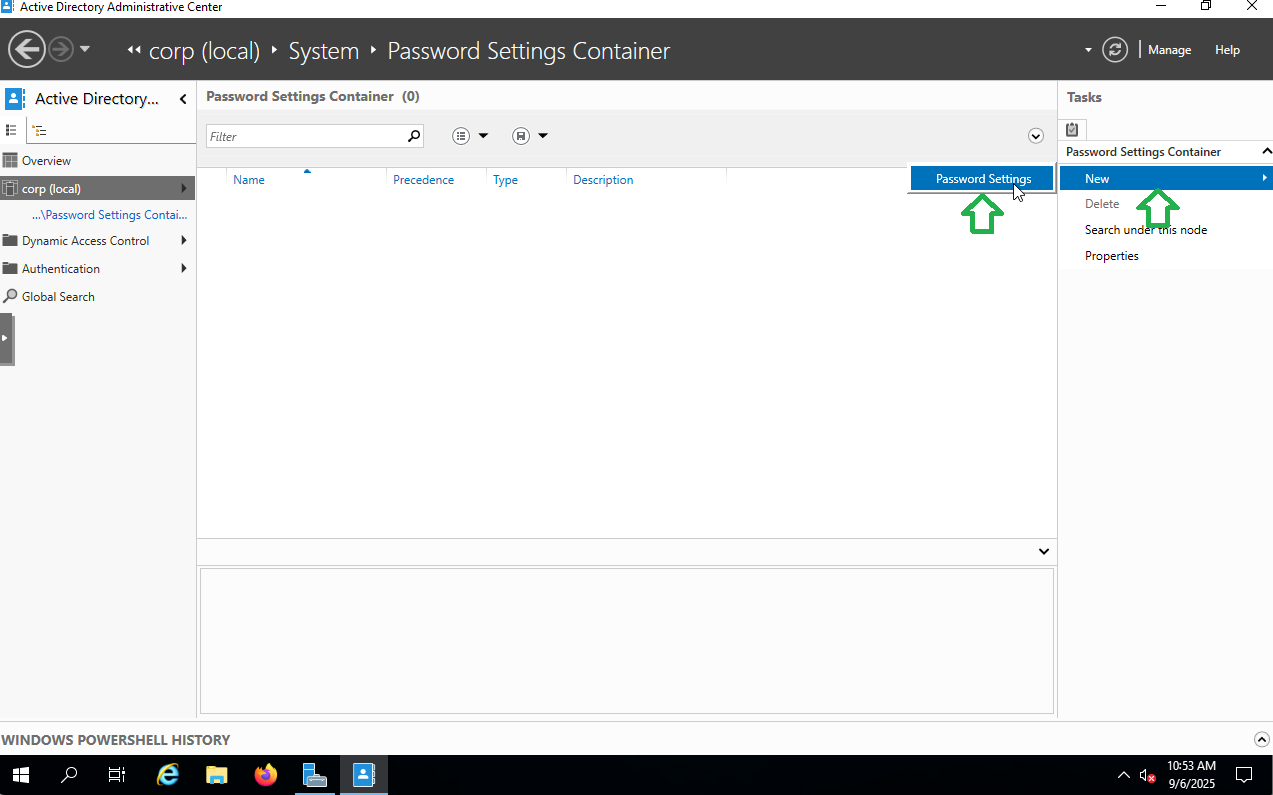 Active Directory Administrative Center
corp (local) System Password Settings Container
Manage Help
Active Directory...
Password Settings Container (0)
Tasks
Filter
Overview
Password Settings Container
corp (local)
Name Precedence Type Description
Password Settings
New
Delete
...\Password Settings Contai...
Search under this node
Dynamic Access Control
Properties
Authentication
Global Search
WINDOWS POWERSHELL HISTORY
10:53 AM
9/6/2025